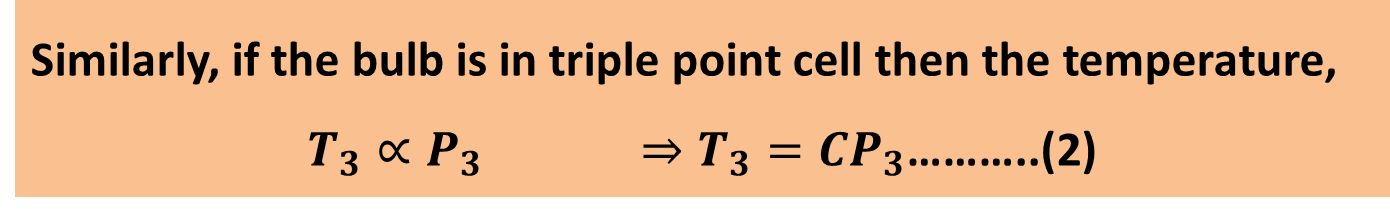 Similarly, if the bulb is in triple point cell then the temperature,
T₃ ∝ P₃ ⇒ T₃ = CP₃...........(2)